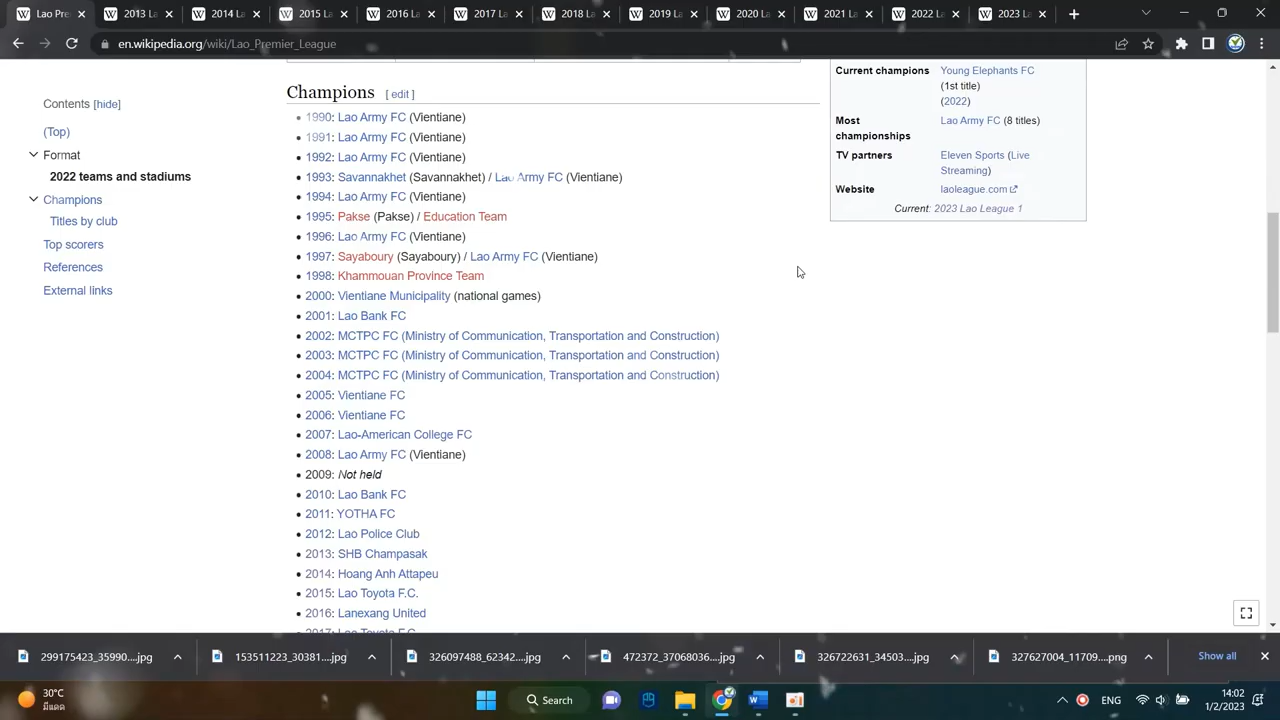 Lao Pre
2013 La
2014 La
2015 La
2016 La
2017 La
2018 La
2019 La
2020 La
2021 La
2022 La
2023 La
en.wikipedia.org/wiki/Lao_Premier_League
Contents [hide]
(Top)
Format
2022 teams and stadiums
Champions
Titles by club
Top scorers
References
External links
Champions [ edit ]
1990: Lao Army FC (Vientiane)
1991: Lao Army FC (Vientiane)
1992: Lao Army FC (Vientiane)
1993: Savannakhet (Savannakhet) / Lao Army FC (Vientiane)
1994: Lao Army FC (Vientiane)
1995: Pakse (Pakse) / Education Team
1996: Lao Army FC (Vientiane)
1997: Sayaboury (Sayaboury) / Lao Army FC (Vientiane)
1998: Khammouan Province Team
2000: Vientiane Municipality (national games)
2001: Lao Bank FC
2002: MCTPC FC (Ministry of Communication, Transportation and Construction)
2003: MCTPC FC (Ministry of Communication, Transportation and Construction)
2004: MCTPC FC (Ministry of Communication, Transportation and Construction)
2005: Vientiane FC
2006: Vientiane FC
2007: Lao-American College FC
2008: Lao Army FC (Vientiane)
2009: Not held
2010: Lao Bank FC
2011: YOTHA FC
2012: Lao Police Club
2013: SHB Champasak
2014: Hoang Anh Attapeu
2015: Lao Toyota F.C.
2016: Lanexang United
2017: Lao Toyota F.C.
Current champions Young Elephants FC
(1st title)
(2022)
Most Lao Army FC (8 titles)
championships
TV partners Eleven Sports (Live
Streaming)
Website laoleague.com
Current: 2023 Lao League 1
299175423_35990....jpg
153511223_30381....jpg
326097488_62342....jpg
472372_37068036....jpg
326722631_34503....jpg
327627004_11709....png
Show all
30°C
มีแดด
Search
ENG
14:02
1/2/2023